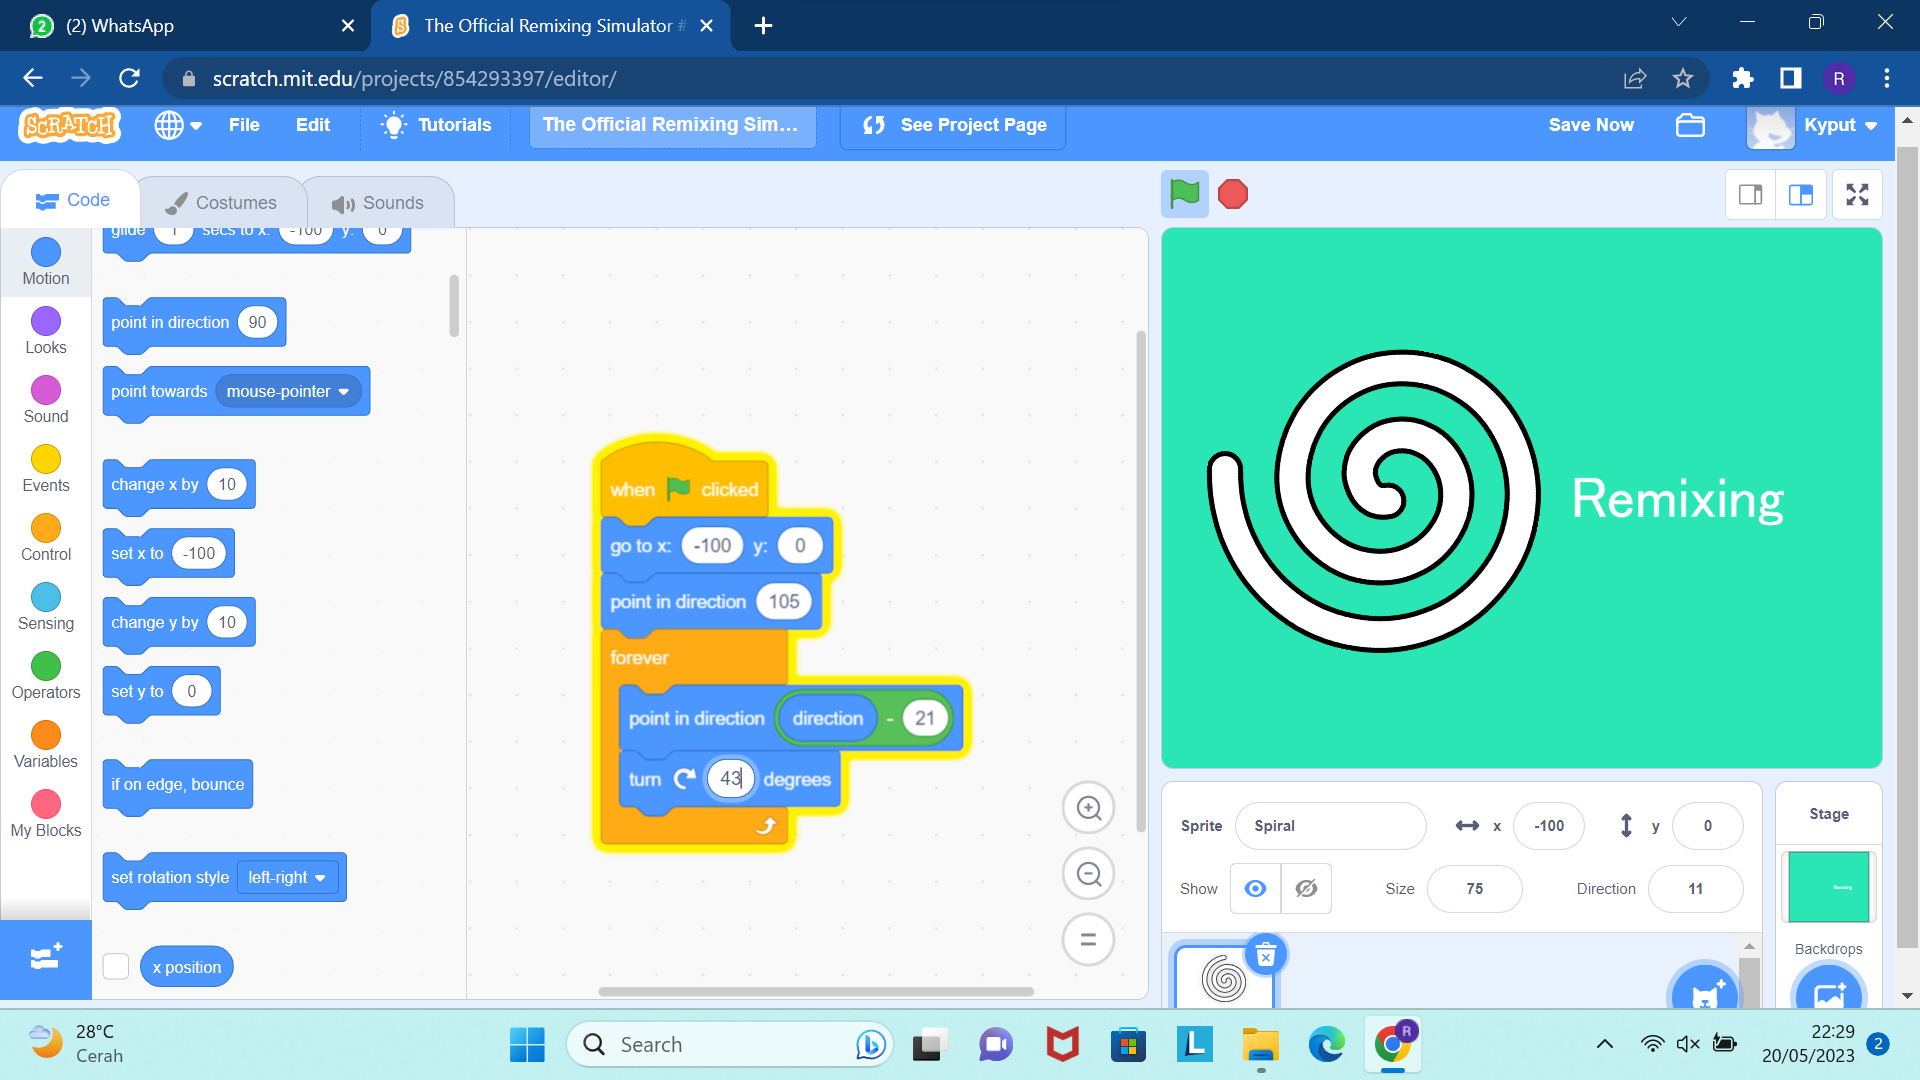 (2) WhatsApp
The Official Remixing Simulator #
scratch.mit.edu/projects/854293397/editor/
R
SCRATCH
File
Edit
Tutorials
The Official Remixing Sim...
See Project Page
Save Now
Kyput
Code
Costumes
Sounds
Motion
Looks
Sound
Events
Control
Sensing
Operators
Variables
My Blocks
glide 1 secs to x: -100 y: 0
point in direction 90
point towards mouse-pointer
change x by 10
set x to -100
change y by 10
set y to 0
if on edge, bounce
set rotation style left-right
x position
when clicked
go to x: -100 y: 0
point in direction 105
forever
point in direction direction - 21
turn 43 degrees
Remixing
Sprite Spiral x -100 y 0
Show Size 75 Direction 11
Stage
Backdrops
28°C
Cerah
Search
L
R
22:29
20/05/2023
2